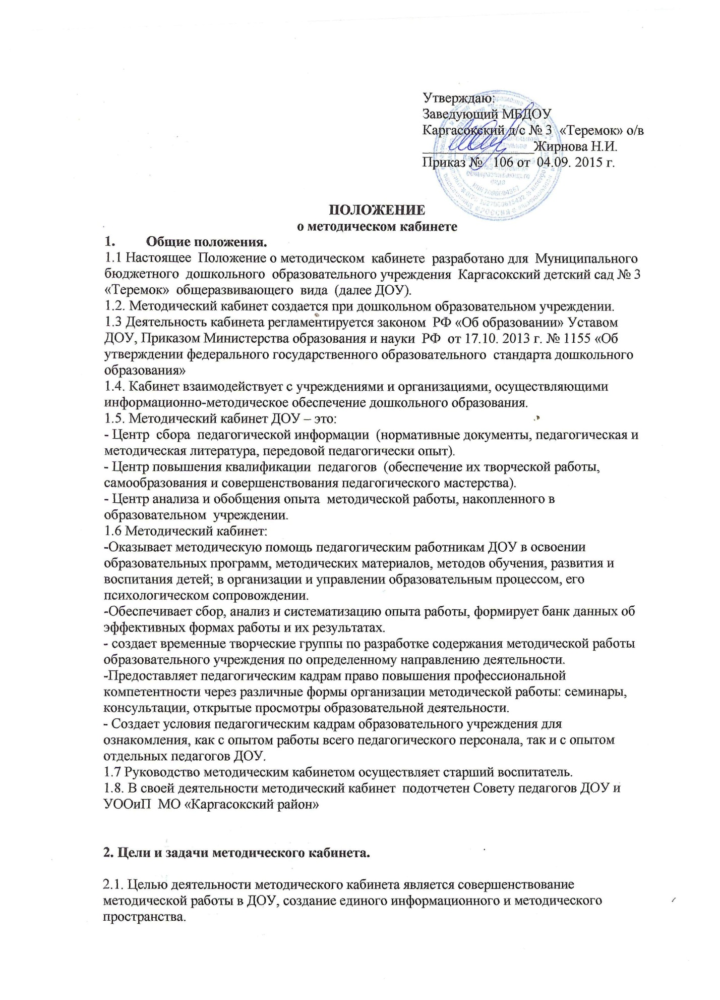 Утверждаю:
Заведующий МБДОУ
Каргасокский д/с № 3 «Теремок» о/в
________________Жирнова Н.И.
Приказ № 106 от 04.09. 2015 г.
общеразвивающего
вида
РОССИЯ
ПОЛОЖЕНИЕ
о методическом кабинете
1. Общие положения.
1.1 Настоящее Положение о методическом кабинете разработано для Муниципального
бюджетного дошкольного образовательного учреждения Каргасокский детский сад № 3
«Теремок» общеразвивающего вида (далее ДОУ).
1.2. Методический кабинет создается при дошкольном образовательном учреждении.
1.3 Деятельность кабинета регламентируется законом РФ «Об образовании» Уставом
ДОУ, Приказом Министерства образования и науки РФ от 17.10. 2013 г. № 1155 «Об
утверждении федерального государственного образовательного стандарта дошкольного
образования»
1.4. Кабинет взаимодействует с учреждениями и организациями, осуществляющими
информационно-методическое обеспечение дошкольного образования.
1.5. Методический кабинет ДОУ – это:
- Центр сбора педагогической информации (нормативные документы, педагогическая и
методическая литература, передовой педагогически опыт).
- Центр повышения квалификации педагогов (обеспечение их творческой работы,
самообразования и совершенствования педагогического мастерства).
- Центр анализа и обобщения опыта методической работы, накопленного в
образовательном учреждении.
1.6 Методический кабинет:
-Оказывает методическую помощь педагогическим работникам ДОУ в освоении
образовательных программ, методических материалов, методов обучения, развития и
воспитания детей; в организации и управлении образовательным процессом, его
психологическом сопровождении.
-Обеспечивает сбор, анализ и систематизацию опыта работы, формирует банк данных об
эффективных формах работы и их результатах.
- создает временные творческие группы по разработке содержания методической работы
образовательного учреждения по определенному направлению деятельности.
-Предоставляет педагогическим кадрам право повышения профессиональной
компетентности через различные формы организации методической работы: семинары,
консультации, открытые просмотры образовательной деятельности.
- Создает условия педагогическим кадрам образовательного учреждения для
ознакомления, как с опытом работы всего педагогического персонала, так и с опытом
отдельных педагогов ДОУ.
1.7 Руководство методическим кабинетом осуществляет старший воспитатель.
1.8. В своей деятельности методический кабинет подотчетен Совету педагогов ДОУ и
УООиП МО «Каргасокский район»
2. Цели и задачи методического кабинета.
2.1. Целью деятельности методического кабинета является совершенствование
методической работы в ДОУ, создание единого информационного и методического
пространства.